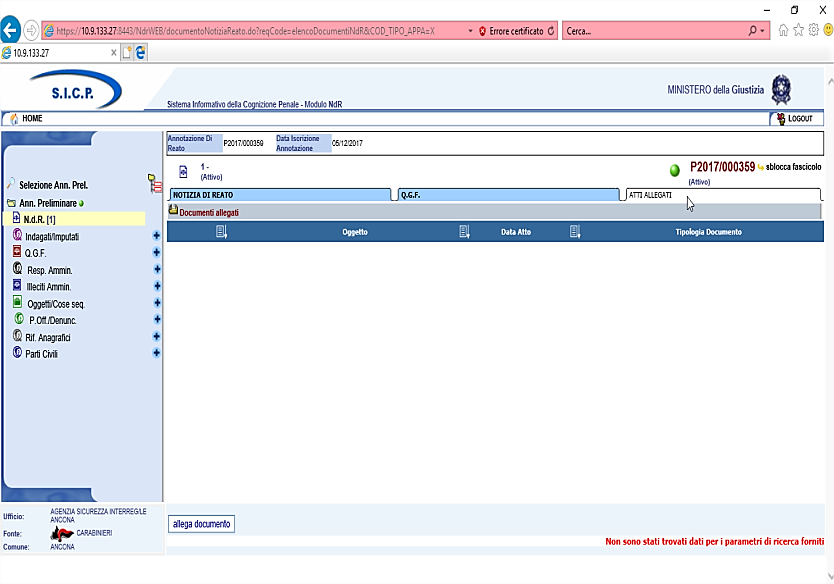 https://10.9.133.27:8443/NdrWEB/documentoNotiziaReato.do?reqCode=elencoDocumentiNdR&COD_TIPO_APPA=X
Errore certificato
Cerca...
10.9.133.27
S.I.C.P.
Sistema Informativo della Cognizione Penale - Modulo NdR
MINISTERO della Giustizia
HOME
LOGOUT
Annotazione Di Reato
P2017/000359
Data Iscrizione Annotazione
05/12/2017
1 -
(Attivo)
P2017/000359
sblocca fascicolo
(Attivo)
NOTIZIA DI REATO
Q.G.F.
ATTI ALLEGATI
Documenti allegati
Oggetto
Data Atto
Tipologia Documento
Selezione Ann. Prel.
Ann. Preliminare
N.d.R. [1]
Indagati/Imputati
Q.G.F.
Resp. Ammin.
Illeciti Ammin.
Oggetti/Cose seq.
P.Off./Denunc.
Rif. Anagrafici
Parti Civili
Ufficio:
AGENZIA SICUREZZA INTERREG/LE
ANCONA
Fonte:
CARABINIERI
Comune:
ANCONA
allega documento
Non sono stati trovati dati per i parametri di ricerca forniti